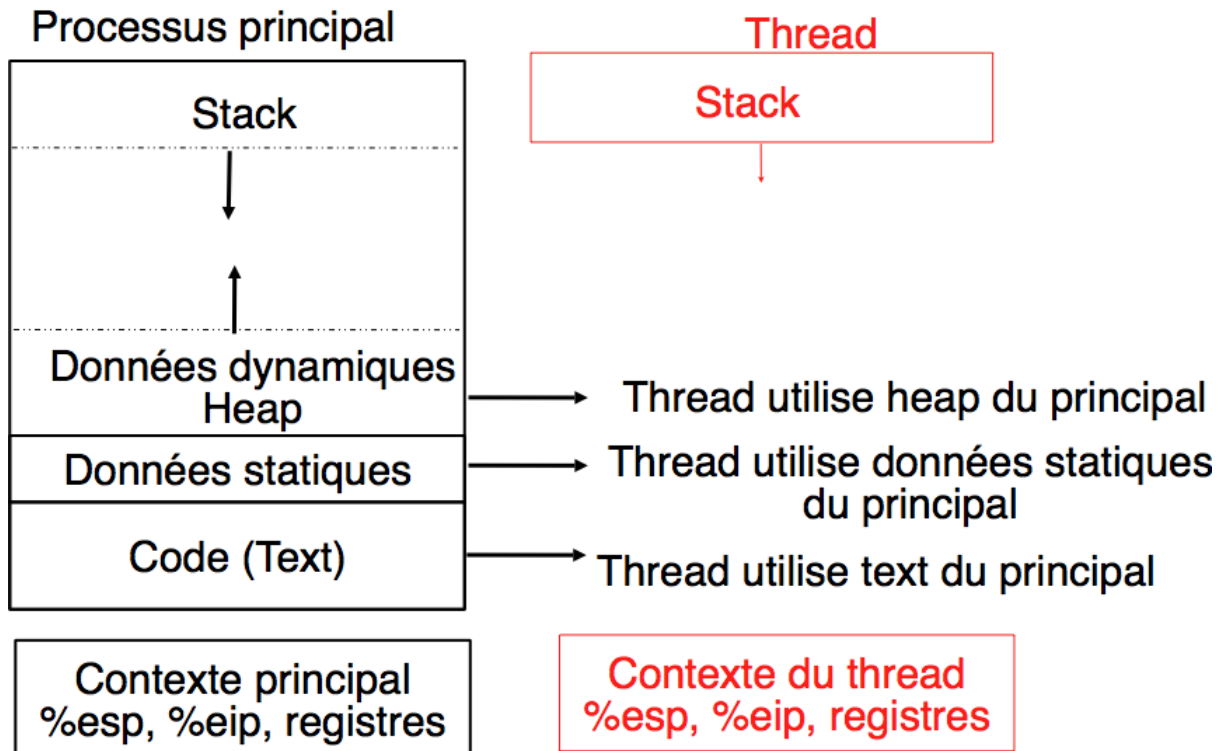 Processus principal
Thread
Stack
Stack
Données dynamiques
Heap
Thread utilise heap du principal
Données statiques
Thread utilise données statiques
du principal
Code (Text)
Thread utilise text du principal
Contexte principal
%esp, %eip, registres
Contexte du thread
%esp, %eip, registres